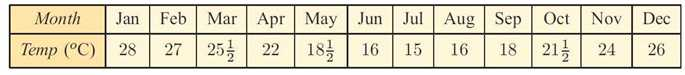 Month Jan Feb Mar Apr May Jun Jul Aug Sep Oct Nov Dec
Temp (°C) 28 27 25½ 22 18½ 16 15 16 18 21½ 24 26